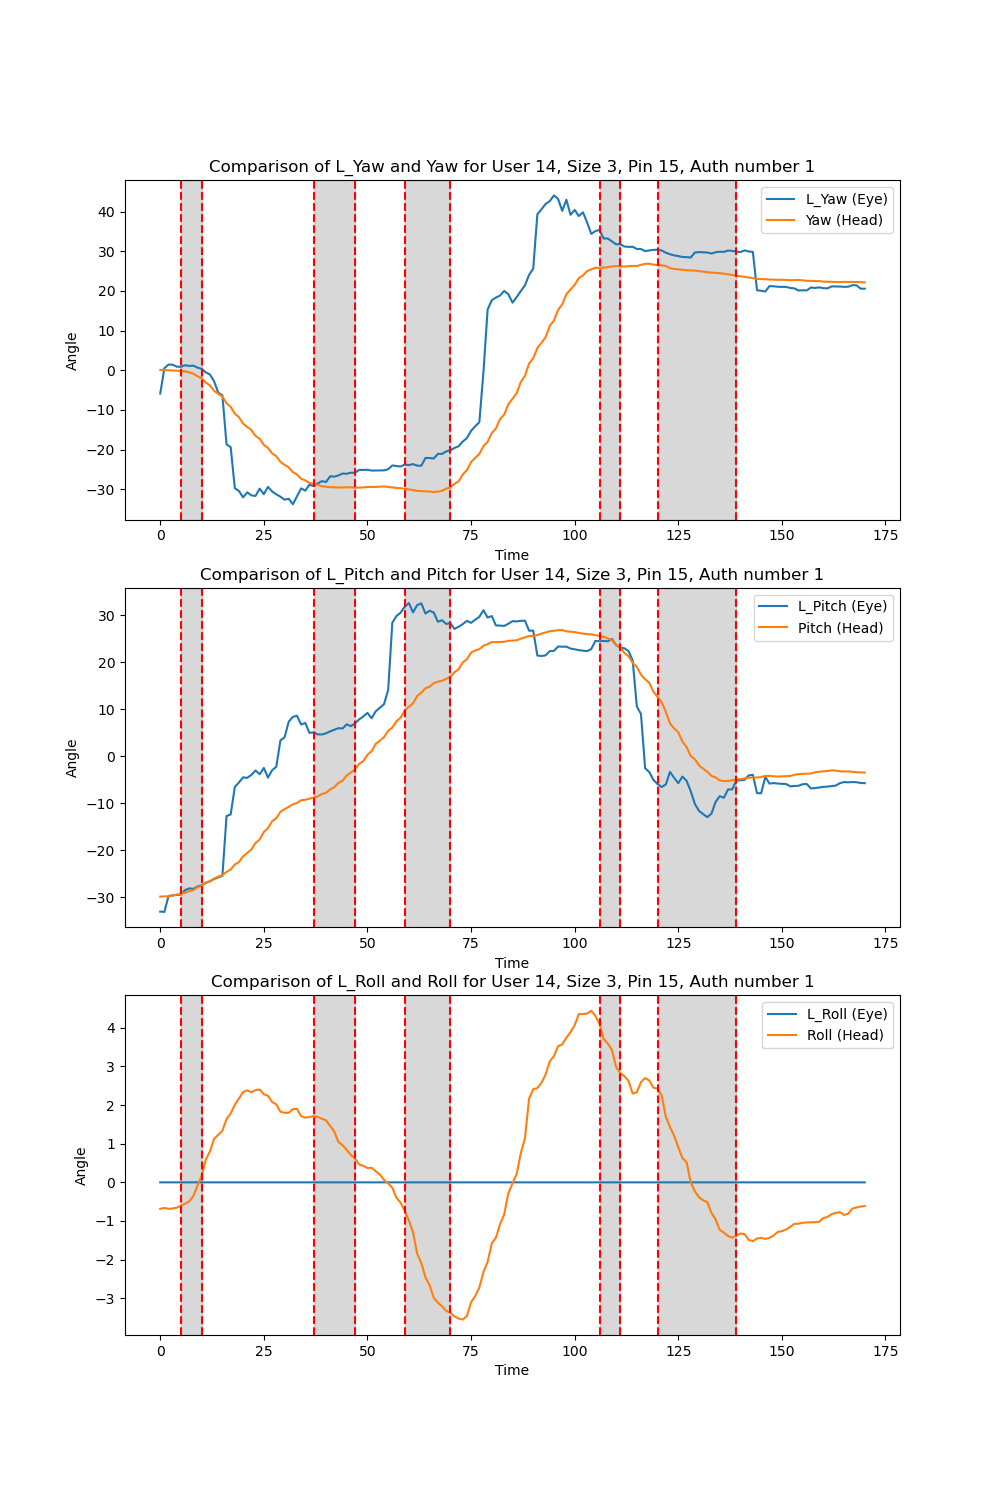 Comparison of L_Yaw and Yaw for User 14, Size 3, Pin 15, Auth number 1
L_Yaw (Eye)
Yaw (Head)
40
30
20
10
0
−10
−20
−30
Angle
0 25 50 75 100 125 150 175
Time
Comparison of L_Pitch and Pitch for User 14, Size 3, Pin 15, Auth number 1
L_Pitch (Eye)
Pitch (Head)
30
20
10
0
−10
−20
−30
Angle
0 25 50 75 100 125 150 175
Time
Comparison of L_Roll and Roll for User 14, Size 3, Pin 15, Auth number 1
L_Roll (Eye)
Roll (Head)
4
3
2
1
0
−1
−2
−3
Angle
0 25 50 75 100 125 150 175
Time